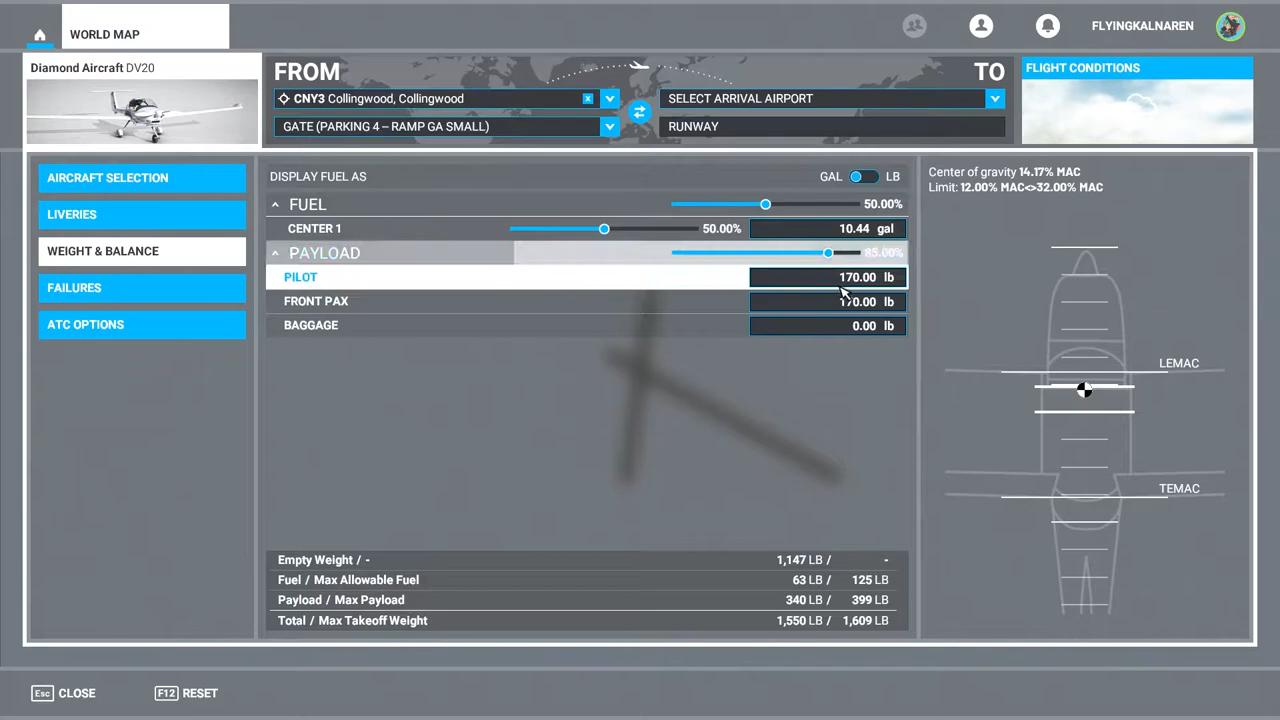 WORLD MAP
FLYINGKALNAREN
Diamond Aircraft DV20
FROM
TO
FLIGHT CONDITIONS
CNY3 Collingwood, Collingwood
x
SELECT ARRIVAL AIRPORT
GATE (PARKING 4 – RAMP GA SMALL)
RUNWAY
AIRCRAFT SELECTION
LIVERIES
WEIGHT & BALANCE
FAILURES
ATC OPTIONS
DISPLAY FUEL AS GAL LB
FUEL 50.00%
CENTER 1 50.00% 10.44 gal
PAYLOAD 85.00%
PILOT 170.00 lb
FRONT PAX 170.00 lb
BAGGAGE 0.00 lb
Empty Weight / - 1,147 LB / -
Fuel / Max Allowable Fuel 63 LB / 125 LB
Payload / Max Payload 340 LB / 399 LB
Total / Max Takeoff Weight 1,550 LB / 1,609 LB
Center of gravity 14.17% MAC
Limit: 12.00% MAC<>32.00% MAC
LEMAC
TEMAC
Esc CLOSE F12 RESET